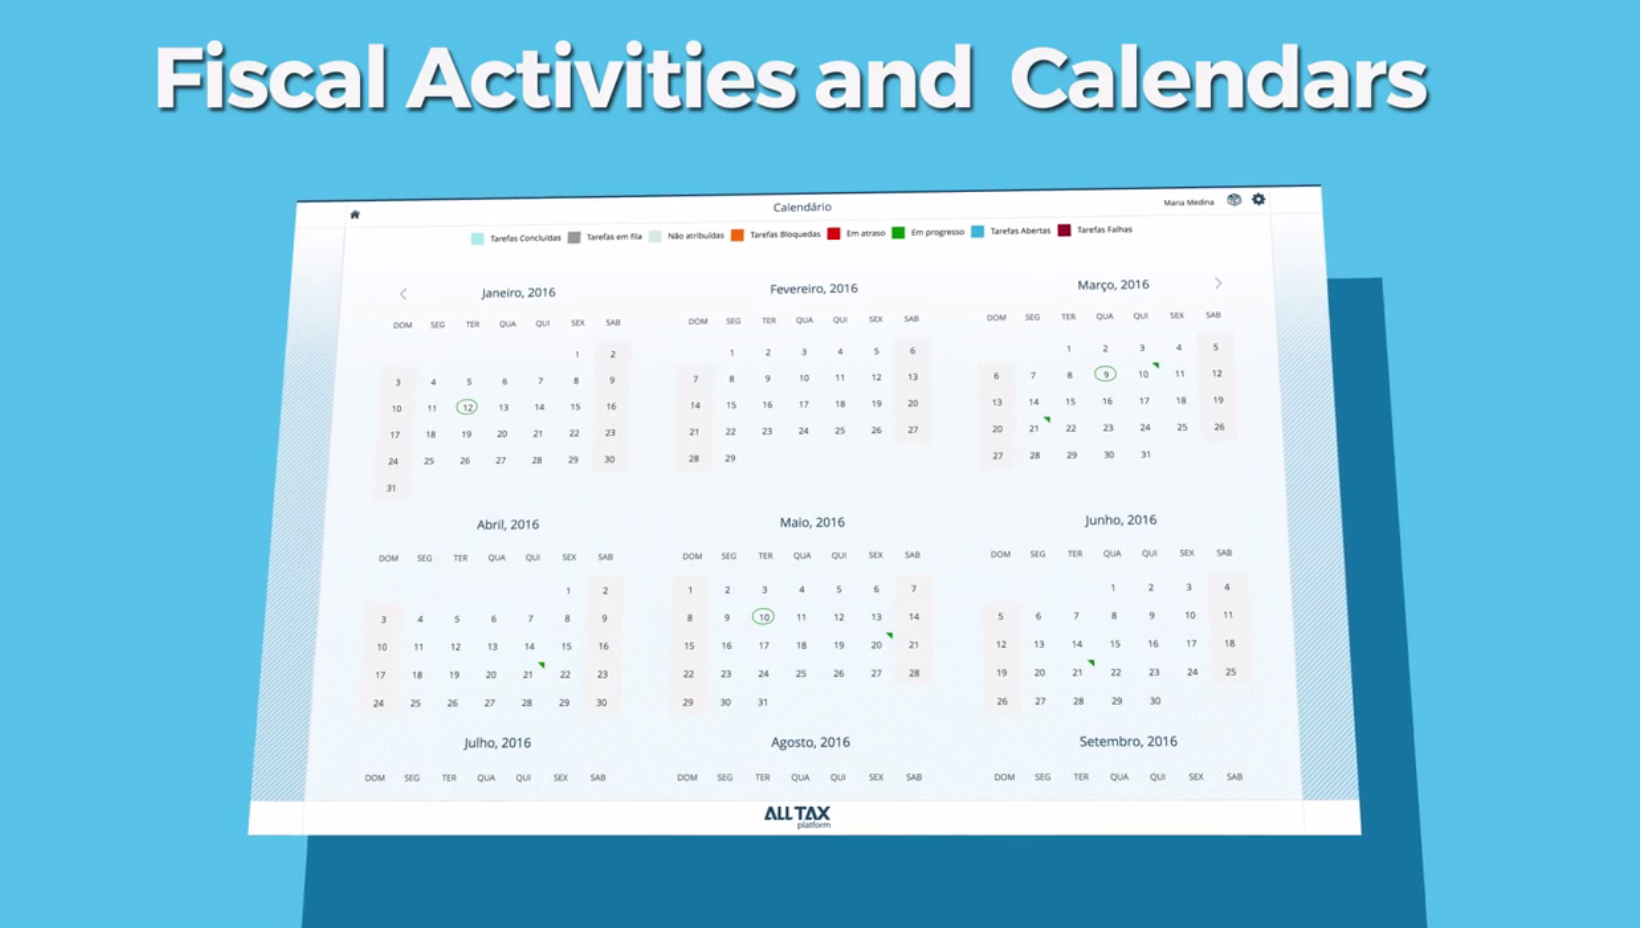 Fiscal Activities and Calendars
Calendário
Maria Medina
Tarefas Concluídas Tarefas em fila Não atribuídas Tarefas Bloquedas Em atraso Em progresso Tarefas Abertas Tarefas Falhas
Janeiro, 2016 Fevereiro, 2016 Março, 2016
DOM SEG TER QUA QUI SEX SAB DOM SEG TER QUA QUI SEX SAB DOM SEG TER QUA QUI SEX SAB
1 2 1 2 3 4 5 6 1 2 3 4 5
3 4 5 6 7 8 9 7 8 9 10 11 12 13 6 7 8 9 10 11 12
10 11 12 13 14 15 16 14 15 16 17 18 19 20 13 14 15 16 17 18 19
17 18 19 20 21 22 23 21 22 23 24 25 26 27 20 21 22 23 24 25 26
24 25 26 27 28 29 30 28 29 27 28 29 30 31
31
Abril, 2016 Maio, 2016 Junho, 2016
DOM SEG TER QUA QUI SEX SAB DOM SEG TER QUA QUI SEX SAB DOM SEG TER QUA QUI SEX SAB
1 2 1 2 3 4 5 6 7 1 2 3 4
3 4 5 6 7 8 9 8 9 10 11 12 13 14 5 6 7 8 9 10 11
10 11 12 13 14 15 16 15 16 17 18 19 20 21 12 13 14 15 16 17 18
17 18 19 20 21 22 23 22 23 24 25 26 27 28 19 20 21 22 23 24 25
24 25 26 27 28 29 30 29 30 31 26 27 28 29 30
Julho, 2016 Agosto, 2016 Setembro, 2016
DOM SEG TER QUA QUI SEX SAB DOM SEG TER QUA QUI SEX SAB DOM SEG TER QUA QUI SEX SAB
ALLTAX
platform